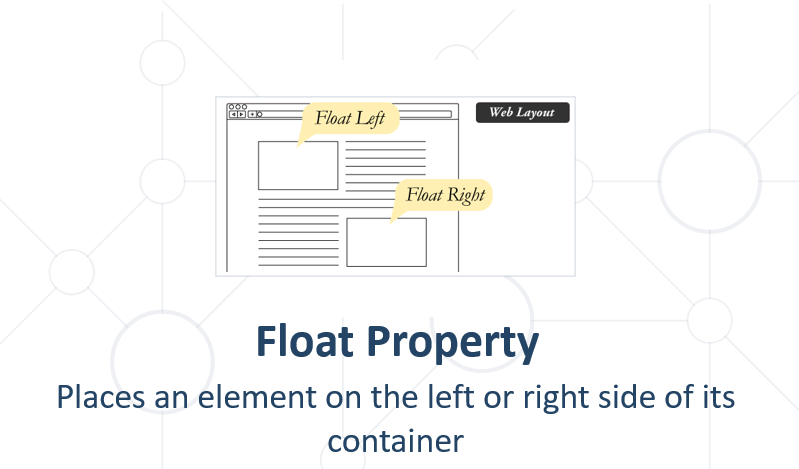 Float Left
Web Layout
Float Right
Float Property
Places an element on the left or right side of its
container